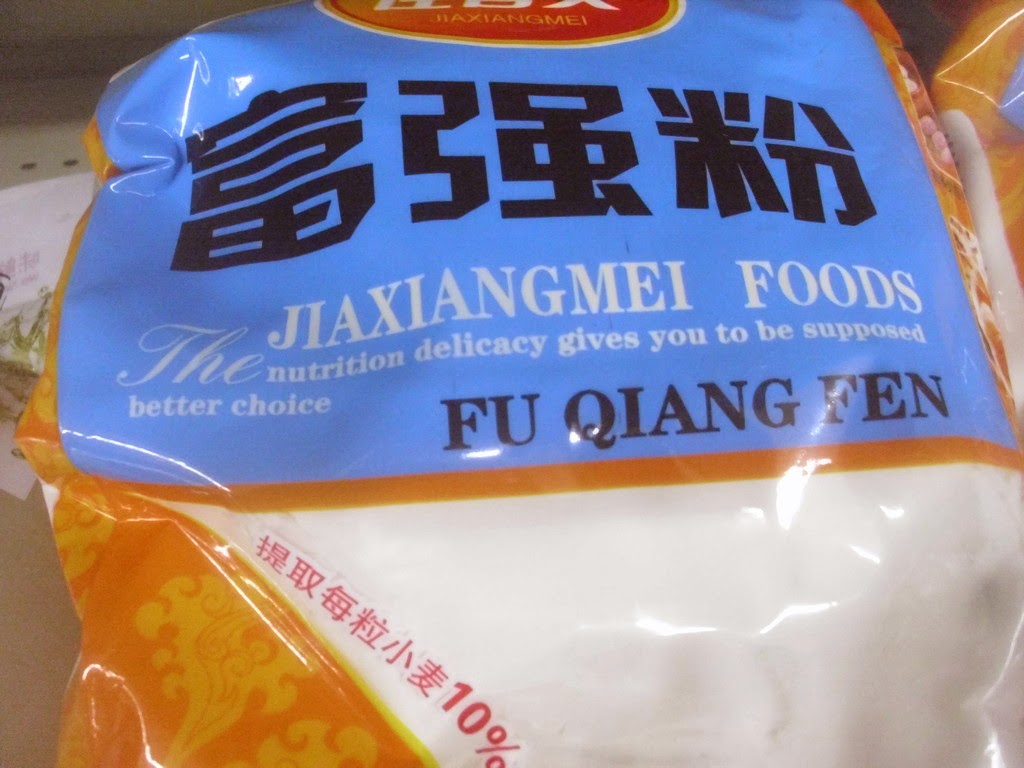 JIAXIANGMEI
富强粉
JIAXIANGMEI FOODS
The nutrition delicacy gives you to be supposed
better choice
FU QIANG FEN
提取每粒小麦10%